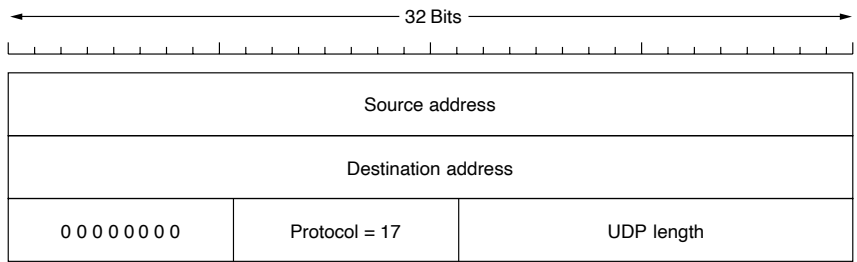 32 Bits
Source address
Destination address
0 0 0 0 0 0 0 0 Protocol = 17 UDP length